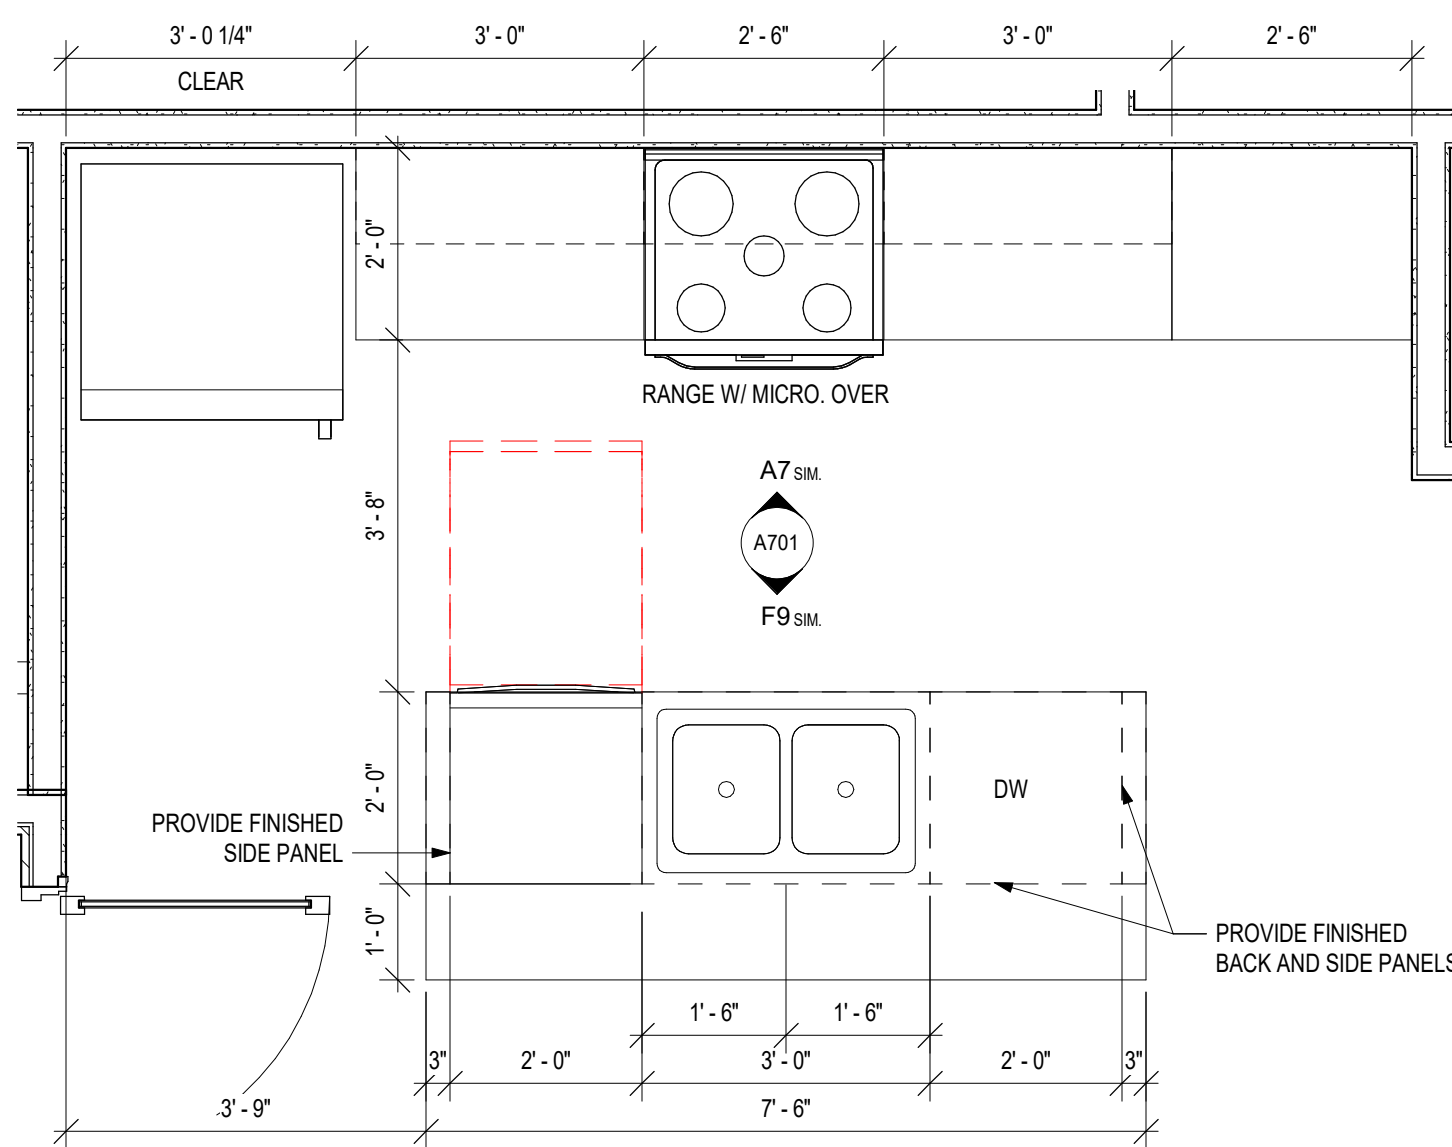 3' - 0 1/4"
3' - 0"
2' - 6"
3' - 0"
2' - 6"
CLEAR
2' - 0"
RANGE W/ MICRO. OVER
3' - 8"
A7 SIM.
A701
F9 SIM.
2' - 0"
DW
PROVIDE FINISHED
SIDE PANEL
1' - 0"
PROVIDE FINISHED
BACK AND SIDE PANELS
1' - 6"
1' - 6"
3"
2' - 0"
3' - 0"
2' - 0"
3"
3' - 9"
7' - 6"